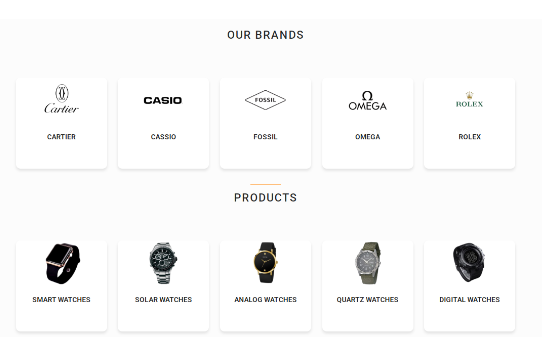 OUR BRANDS
Cartier CASIO FOSSIL OMEGA ROLEX
CARTIER CASSIO FOSSIL OMEGA ROLEX
PRODUCTS
SMART WATCHES SOLAR WATCHES ANALOG WATCHES QUARTZ WATCHES DIGITAL WATCHES